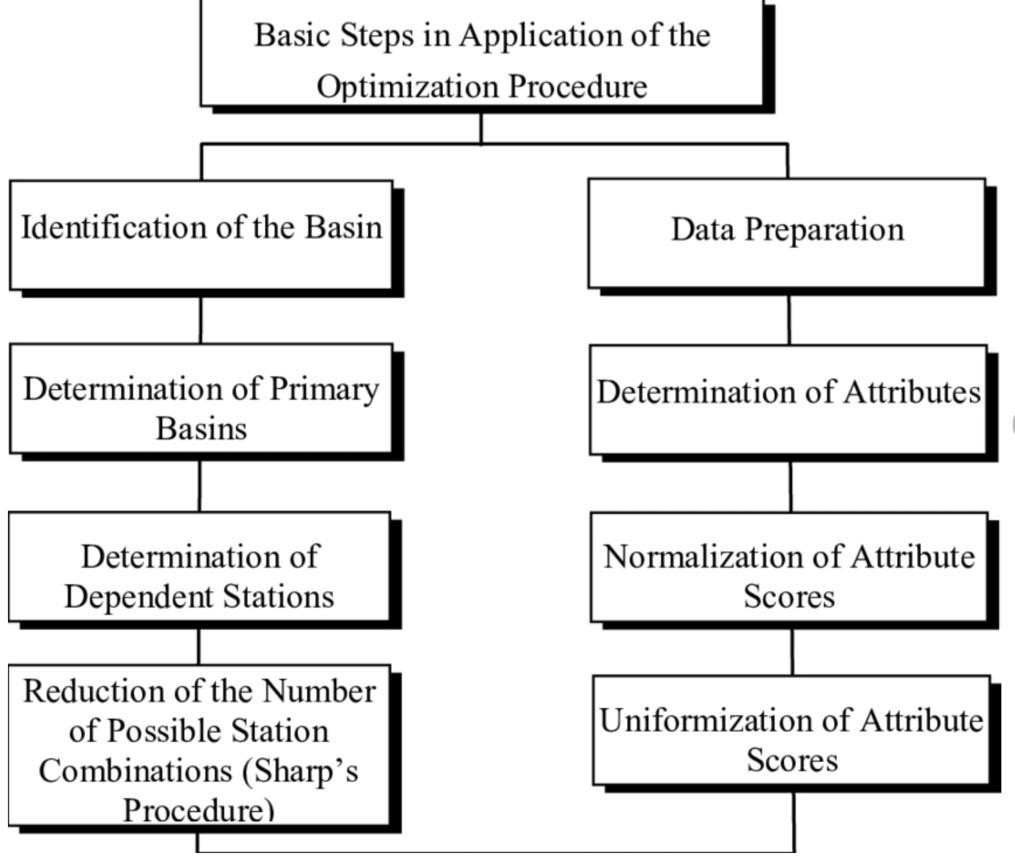 Basic Steps in Application of the
Optimization Procedure
Identification of the Basin
Data Preparation
Determination of Primary
Basins
Determination of Attributes
Determination of
Dependent Stations
Normalization of Attribute
Scores
Reduction of the Number
of Possible Station
Combinations (Sharp's
Procedure)
Uniformization of Attribute
Scores